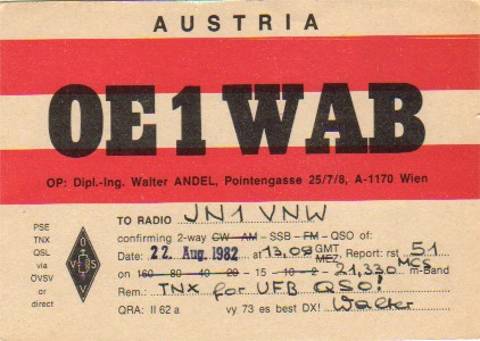 AUSTRIA
OE1WAB
OP: Dipl.-Ing. Walter ANDEL, Pointengasse 25/7/8, A-1170 Wien
PSE
TNX
QSL
via
ÖVSV
or
direct
ÖVSV
TO RADIO JN1VNW
confirming 2-way CW - AM - SSB - FM - QSO of:
Date: 22. Aug. 1982 at 13,09 GMT MEZ Report: rst 51
on 160 - 80 - 40 - 20 - 15 - 10 - 2 - 21,330 MCS m-Band
Rem.: TNX for UFB QSO!
QRA: II 62 a vy 73 es best DX! Walter